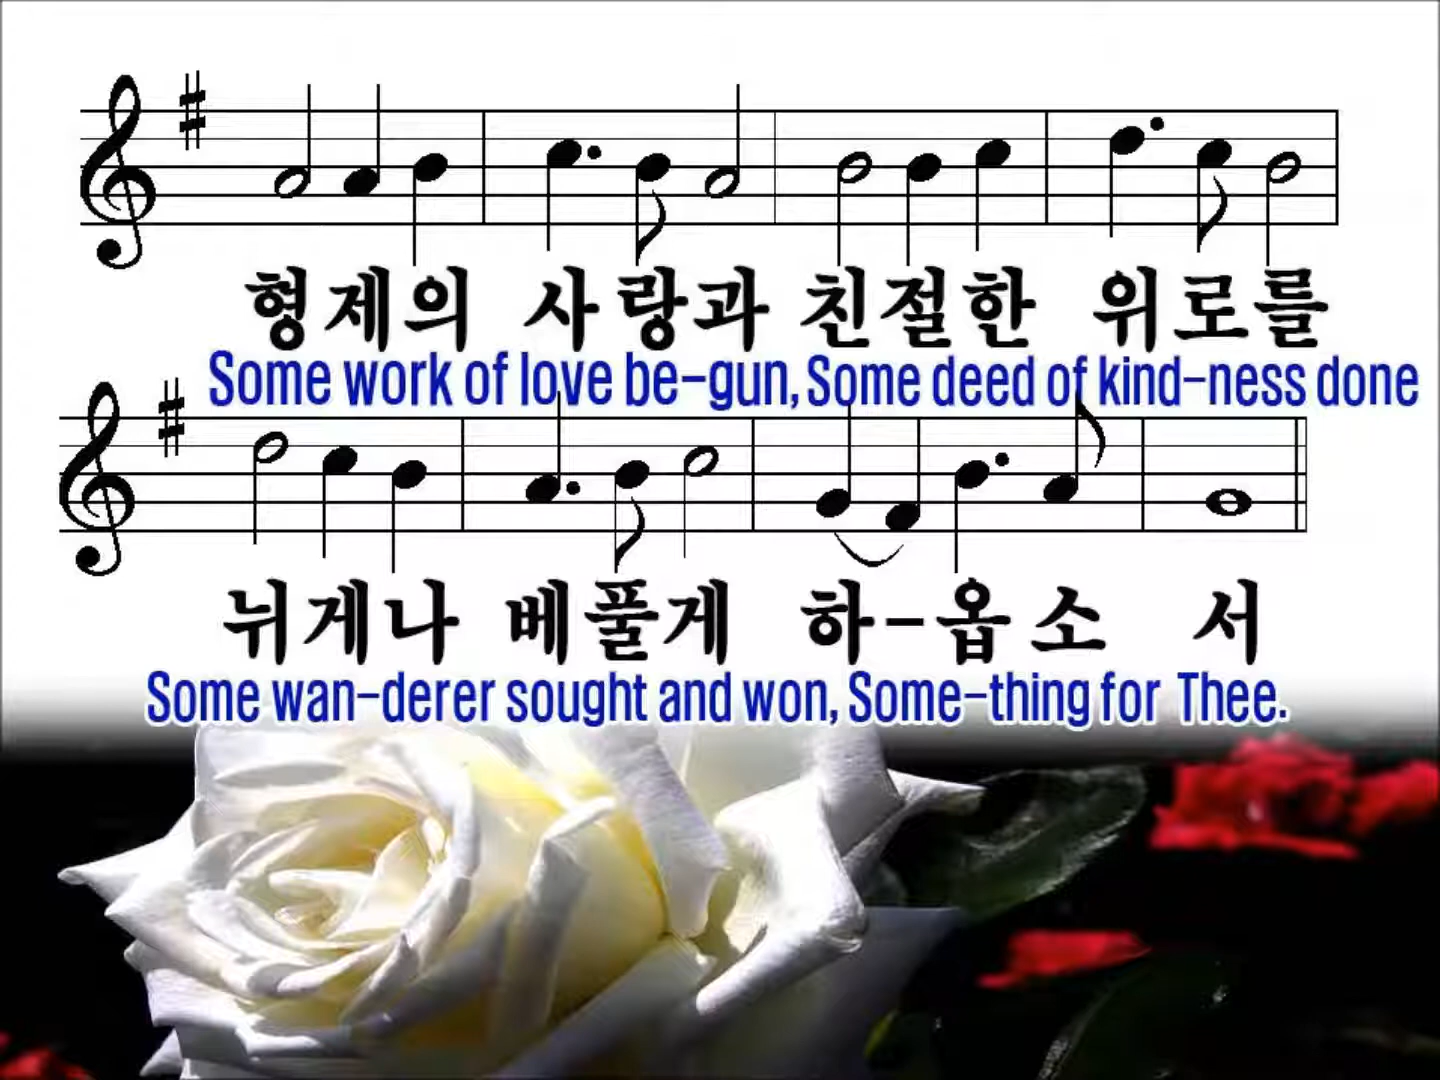 형제의 사랑과 친절한 위로를
Some work of love be-gun, Some deed of kind-ness done
뉘게나 베풀게 하-옵소 서
Some wan-derer sought and won, Some-thing for Thee.